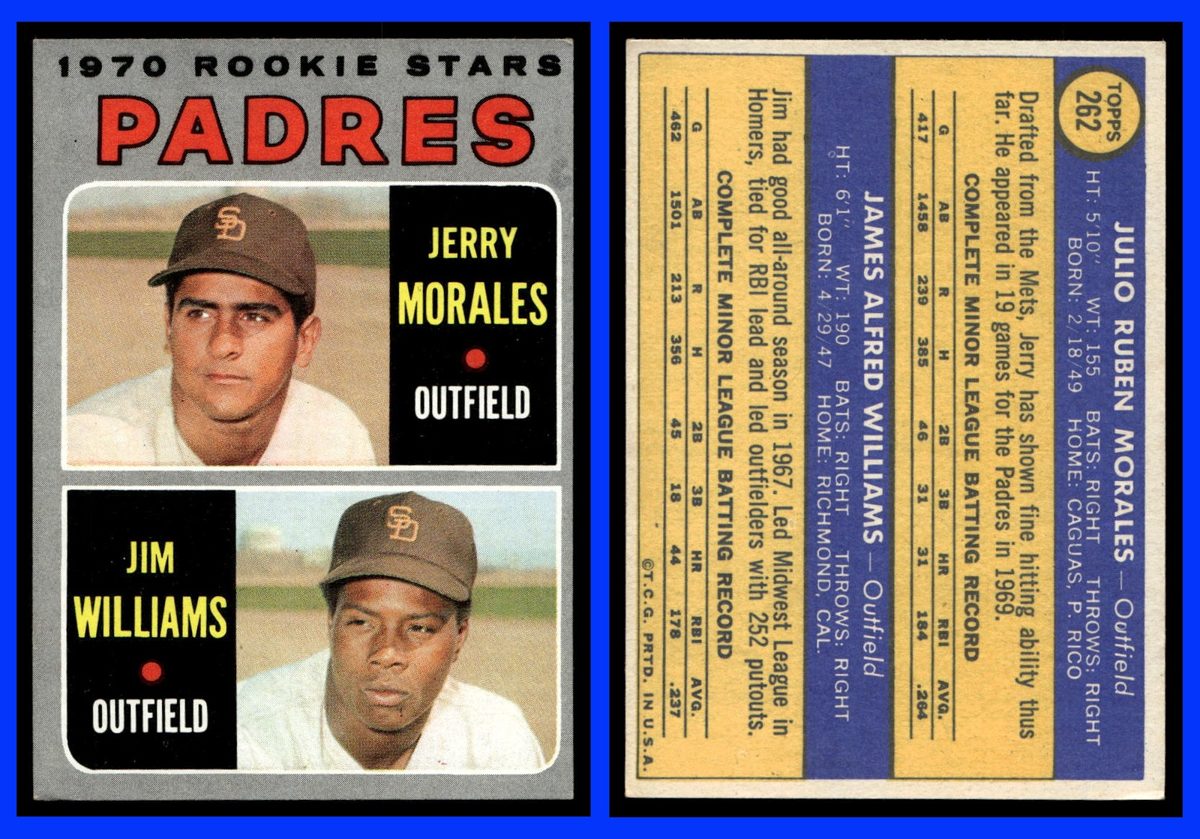 1970 ROOKIE STARS
PADRES
JERRY
MORALES
OUTFIELD
SD
JIM
WILLIAMS
OUTFIELD
SD
TOPPS
262
JULIO RUBEN MORALES — Outfield
HT: 5'10" WT: 155 BATS: RIGHT THROWS: RIGHT
BORN: 2/18/49 HOME: CAGUAS, P. RICO
Drafted from the Mets, Jerry has shown fine hitting ability thus
far. He appeared in 19 games for the Padres in 1969.
COMPLETE MINOR LEAGUE BATTING RECORD
G AB R H 2B 3B HR RBI AVG.
417 1458 239 385 46 31 31 184 .264
JAMES ALFRED WILLIAMS — Outfield
HT: 6'1" WT: 190 BATS: RIGHT THROWS: RIGHT
BORN: 4/29/47 HOME: RICHMOND, CAL.
Jim had good all-around season in 1967. Led Midwest League in
Homers, tied for RBI lead and led outfielders with 252 putouts.
COMPLETE MINOR LEAGUE BATTING RECORD
G AB R H 2B 3B HR RBI AVG.
462 1501 213 356 45 18 44 178 .237
©T.C.G. PRTD. IN U.S.A.